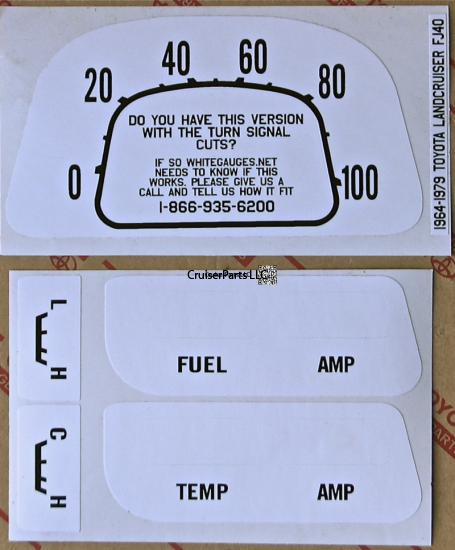 40 60
20 80
0 100
DO YOU HAVE THIS VERSION
WITH THE TURN SIGNAL
CUTS?
IF SO WHITEGAUGES.NET
NEEDS TO KNOW IF THIS
WORKS. PLEASE GIVE US A
CALL AND TELL US HOW IT FIT
1-866-935-6200
1964-1979 TOYOTA LANDCRUISER FJ40
CruiserParts LLC
L
H
FUEL AMP
C
H
TEMP AMP